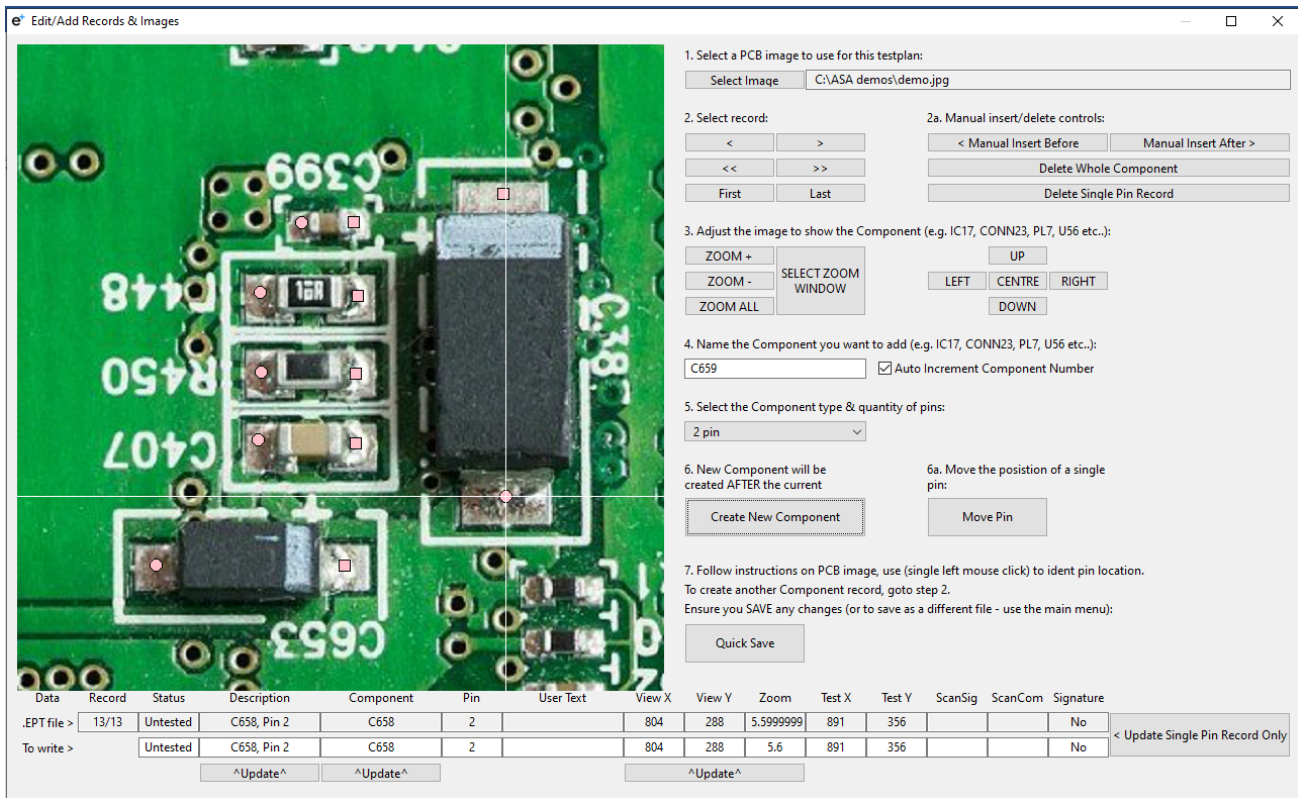 e+ Edit/Add Records & Images
C399
1R0
R450
C407
C653
C38
1. Select a PCB image to use for this testplan:
Select Image C:\ASA demos\demo.jpg
2. Select record:
< >
<< >>
First Last
2a. Manual insert/delete controls:
< Manual Insert Before Manual Insert After >
Delete Whole Component
Delete Single Pin Record
3. Adjust the image to show the Component (e.g. IC17, CONN23, PL7, U56 etc..):
ZOOM +
ZOOM -
ZOOM ALL
SELECT ZOOM
WINDOW
UP
LEFT CENTRE RIGHT
DOWN
4. Name the Component you want to add (e.g. IC17, CONN23, PL7, U56 etc..):
C659 Auto Increment Component Number
5. Select the Component type & quantity of pins:
2 pin
6. New Component will be
created AFTER the current
Create New Component
6a. Move the posistion of a single
pin:
Move Pin
7. Follow instructions on PCB image, use (single left mouse click) to ident pin location.
To create another Component record, goto step 2.
Ensure you SAVE any changes (or to save as a different file - use the main menu):
Quick Save
Data Record Status Description Component Pin User Text View X View Y Zoom Test X Test Y ScanSig ScanCom Signature
.EPT file > 13/13 Untested C658, Pin 2 C658 2 804 288 5.5999999 891 356 No
To write > Untested C658, Pin 2 C658 2 804 288 5.6 891 356 No
< Update Single Pin Record Only
^Update^ ^Update^ ^Update^